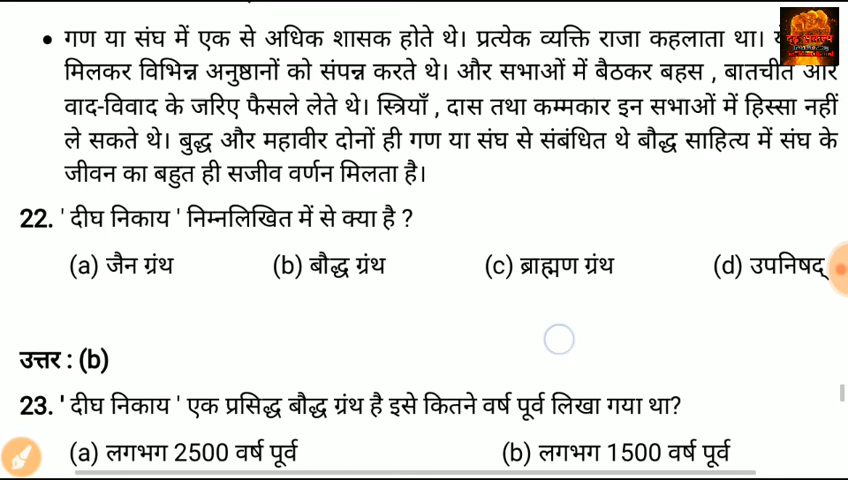 • गण या संघ में एक से अधिक शासक होते थे। प्रत्येक व्यक्ति राजा कहलाता था।
मिलकर विभिन्न अनुष्ठानों को संपन्न करते थे। और सभाओं में बैठकर बहस , बातचीत और
वाद-विवाद के जरिए फैसले लेते थे। स्त्रियाँ , दास तथा कम्मकार इन सभाओं में हिस्सा नहीं
ले सकते थे। बुद्ध और महावीर दोनों ही गण या संघ से संबंधित थे बौद्ध साहित्य में संघ के
जीवन का बहुत ही सजीव वर्णन मिलता है।
22. ' दीघ निकाय ' निम्नलिखित में से क्या है ?
(a) जैन ग्रंथ (b) बौद्ध ग्रंथ (c) ब्राह्मण ग्रंथ (d) उपनिषद्
उत्तर : (b)
23. ' दीघ निकाय ' एक प्रसिद्ध बौद्ध ग्रंथ है इसे कितने वर्ष पूर्व लिखा गया था?
(a) लगभग 2500 वर्ष पूर्व (b) लगभग 1500 वर्ष पूर्व